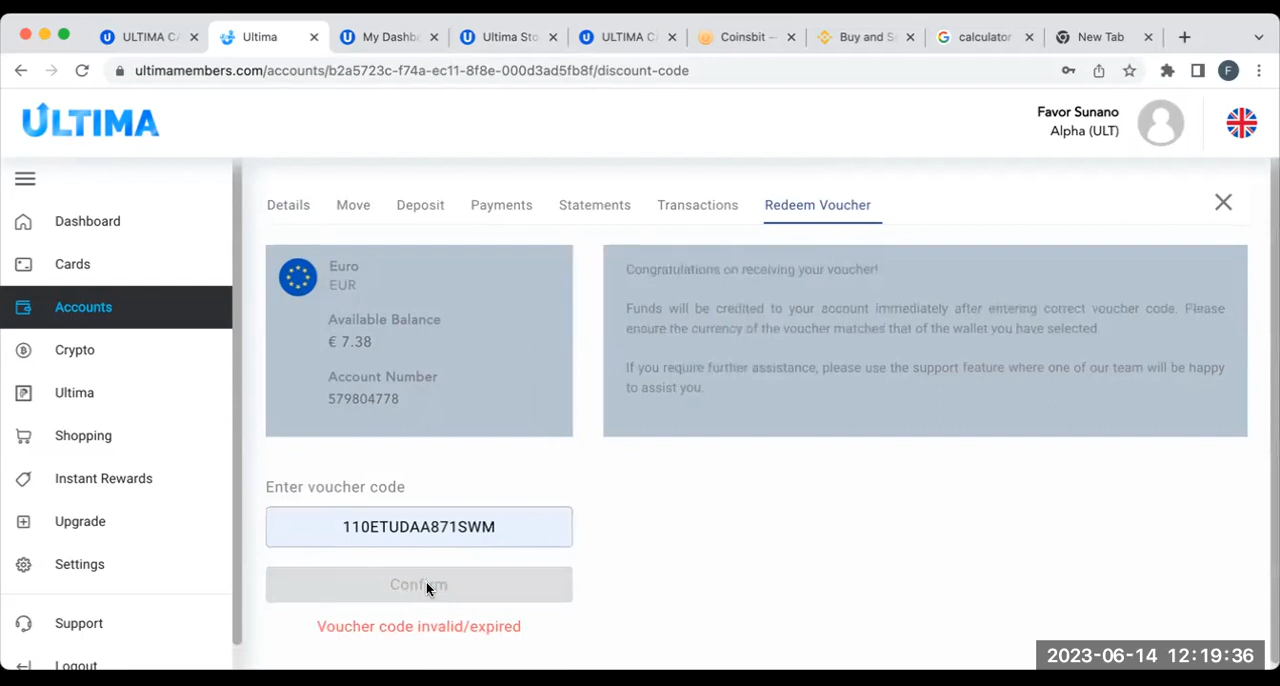 ULTIMA CA
Ultima
My Dashb
Ultima Sto
ULTIMA CA
Coinsbit —
Buy and S
calculator
New Tab
ultimamembers.com/accounts/b2a5723c-f74a-ec11-8f8e-000d3ad5fb8f/discount-code
F
ULTIMA
Favor Sunano
Alpha (ULT)
Details
Move
Deposit
Payments
Statements
Transactions
Redeem Voucher
Dashboard
Cards
Accounts
Crypto
Ultima
Shopping
Instant Rewards
Upgrade
Settings
Support
Logout
Euro
EUR
Available Balance
€ 7.38
Account Number
579804778
Congratulations on receiving your voucher!
Funds will be credited to your account immediately after entering correct voucher code. Please
ensure the currency of the voucher matches that of the wallet you have selected
If you require further assistance, please use the support feature where one of our team will be happy
to assist you.
Enter voucher code
110ETUDAA871SWM
Confirm
Voucher code invalid/expired
2023-06-14 12:19:36